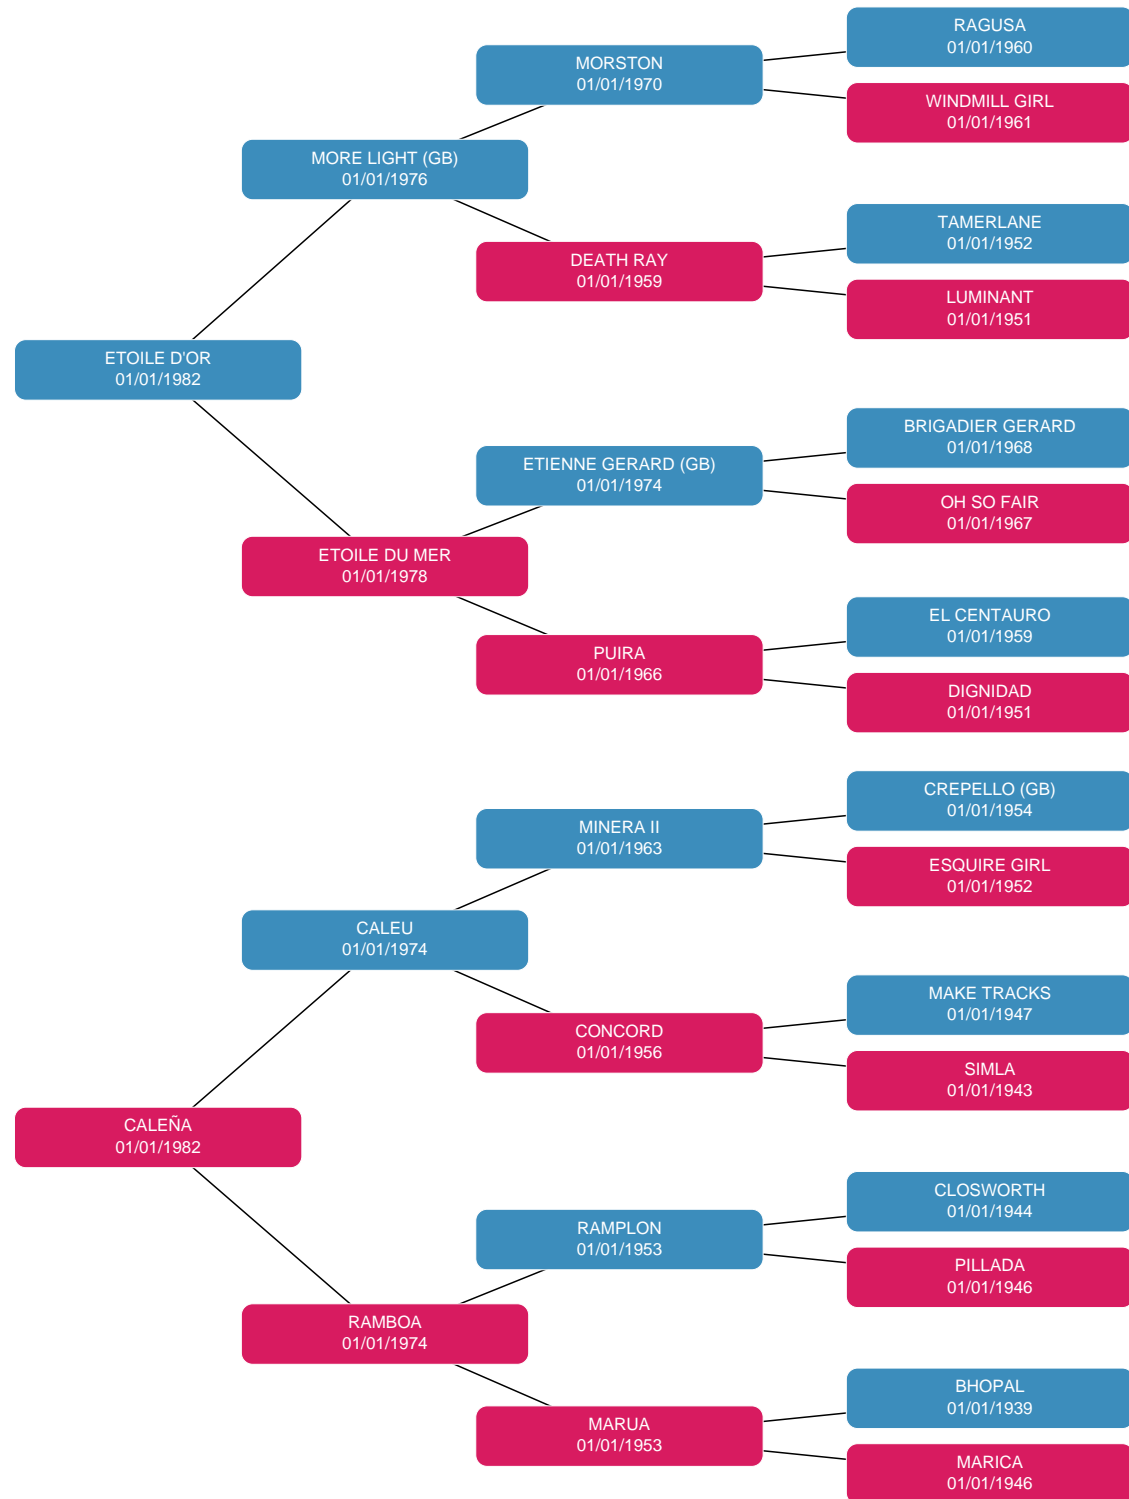 RAGUSA
01/01/1960
MORSTON
01/01/1970
WINDMILL GIRL
01/01/1961
MORE LIGHT (GB)
01/01/1976
TAMERLANE
01/01/1952
DEATH RAY
01/01/1959
LUMINANT
01/01/1951
ETOILE D'OR
01/01/1982
BRIGADIER GERARD
01/01/1968
ETIENNE GERARD (GB)
01/01/1974
OH SO FAIR
01/01/1967
ETOILE DU MER
01/01/1978
EL CENTAURO
01/01/1959
PUIRA
01/01/1966
DIGNIDAD
01/01/1951
CREPELLO (GB)
01/01/1954
MINERA II
01/01/1963
ESQUIRE GIRL
01/01/1952
CALEU
01/01/1974
MAKE TRACKS
01/01/1947
CONCORD
01/01/1956
SIMLA
01/01/1943
CALEÑA
01/01/1982
CLOSWORTH
01/01/1944
RAMPLON
01/01/1953
PILLADA
01/01/1946
RAMBOA
01/01/1974
BHOPAL
01/01/1939
MARUA
01/01/1953
MARICA
01/01/1946